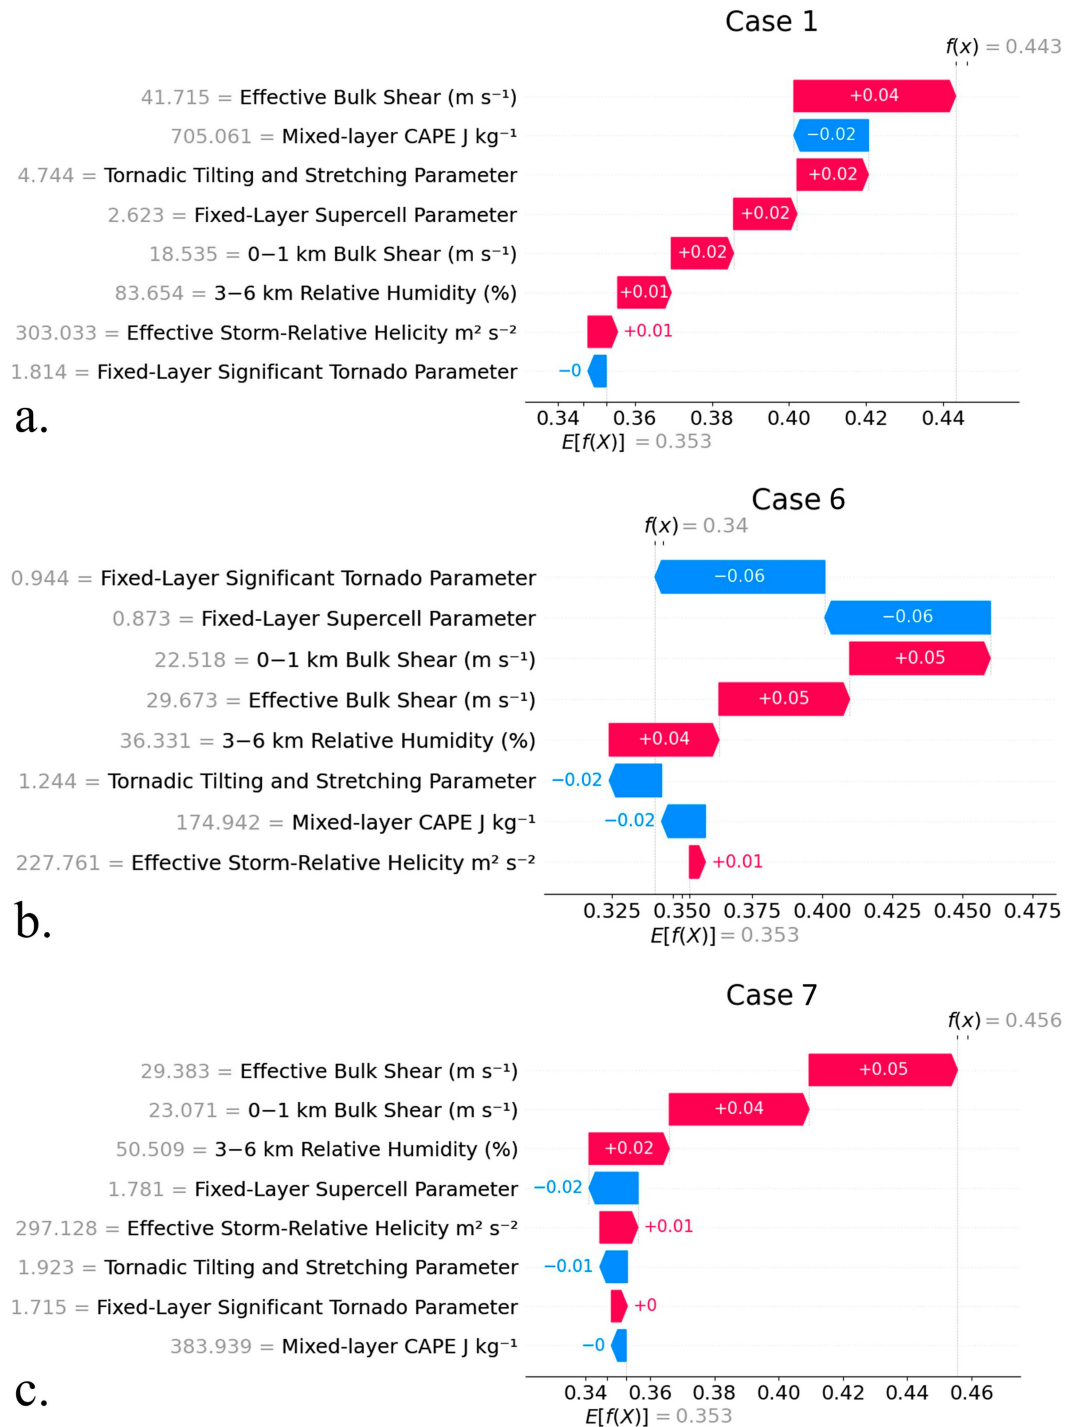 Case 1
f(x) = 0.443
41.715 = Effective Bulk Shear (m s⁻¹)
+0.04
705.061 = Mixed-layer CAPE J kg⁻¹
−0.02
4.744 = Tornadic Tilting and Stretching Parameter
+0.02
2.623 = Fixed-Layer Supercell Parameter
+0.02
18.535 = 0−1 km Bulk Shear (m s⁻¹)
+0.02
83.654 = 3−6 km Relative Humidity (%)
+0.01
303.033 = Effective Storm-Relative Helicity m² s⁻²
+0.01
1.814 = Fixed-Layer Significant Tornado Parameter
−0
a.
0.34 0.36 0.38 0.40 0.42 0.44
E[f(X)] = 0.353
Case 6
f(x) = 0.34
0.944 = Fixed-Layer Significant Tornado Parameter
−0.06
0.873 = Fixed-Layer Supercell Parameter
−0.06
22.518 = 0−1 km Bulk Shear (m s⁻¹)
+0.05
29.673 = Effective Bulk Shear (m s⁻¹)
+0.05
36.331 = 3−6 km Relative Humidity (%)
+0.04
1.244 = Tornadic Tilting and Stretching Parameter
−0.02
174.942 = Mixed-layer CAPE J kg⁻¹
−0.02
227.761 = Effective Storm-Relative Helicity m² s⁻²
+0.01
b.
0.325 0.350 0.375 0.400 0.425 0.450 0.475
E[f(X)] = 0.353
Case 7
f(x) = 0.456
29.383 = Effective Bulk Shear (m s⁻¹)
+0.05
23.071 = 0−1 km Bulk Shear (m s⁻¹)
+0.04
50.509 = 3−6 km Relative Humidity (%)
+0.02
1.781 = Fixed-Layer Supercell Parameter
−0.02
297.128 = Effective Storm-Relative Helicity m² s⁻²
+0.01
1.923 = Tornadic Tilting and Stretching Parameter
−0.01
1.715 = Fixed-Layer Significant Tornado Parameter
+0
383.939 = Mixed-layer CAPE J kg⁻¹
−0
c.
0.34 0.36 0.38 0.40 0.42 0.44 0.46
E[f(X)] = 0.353